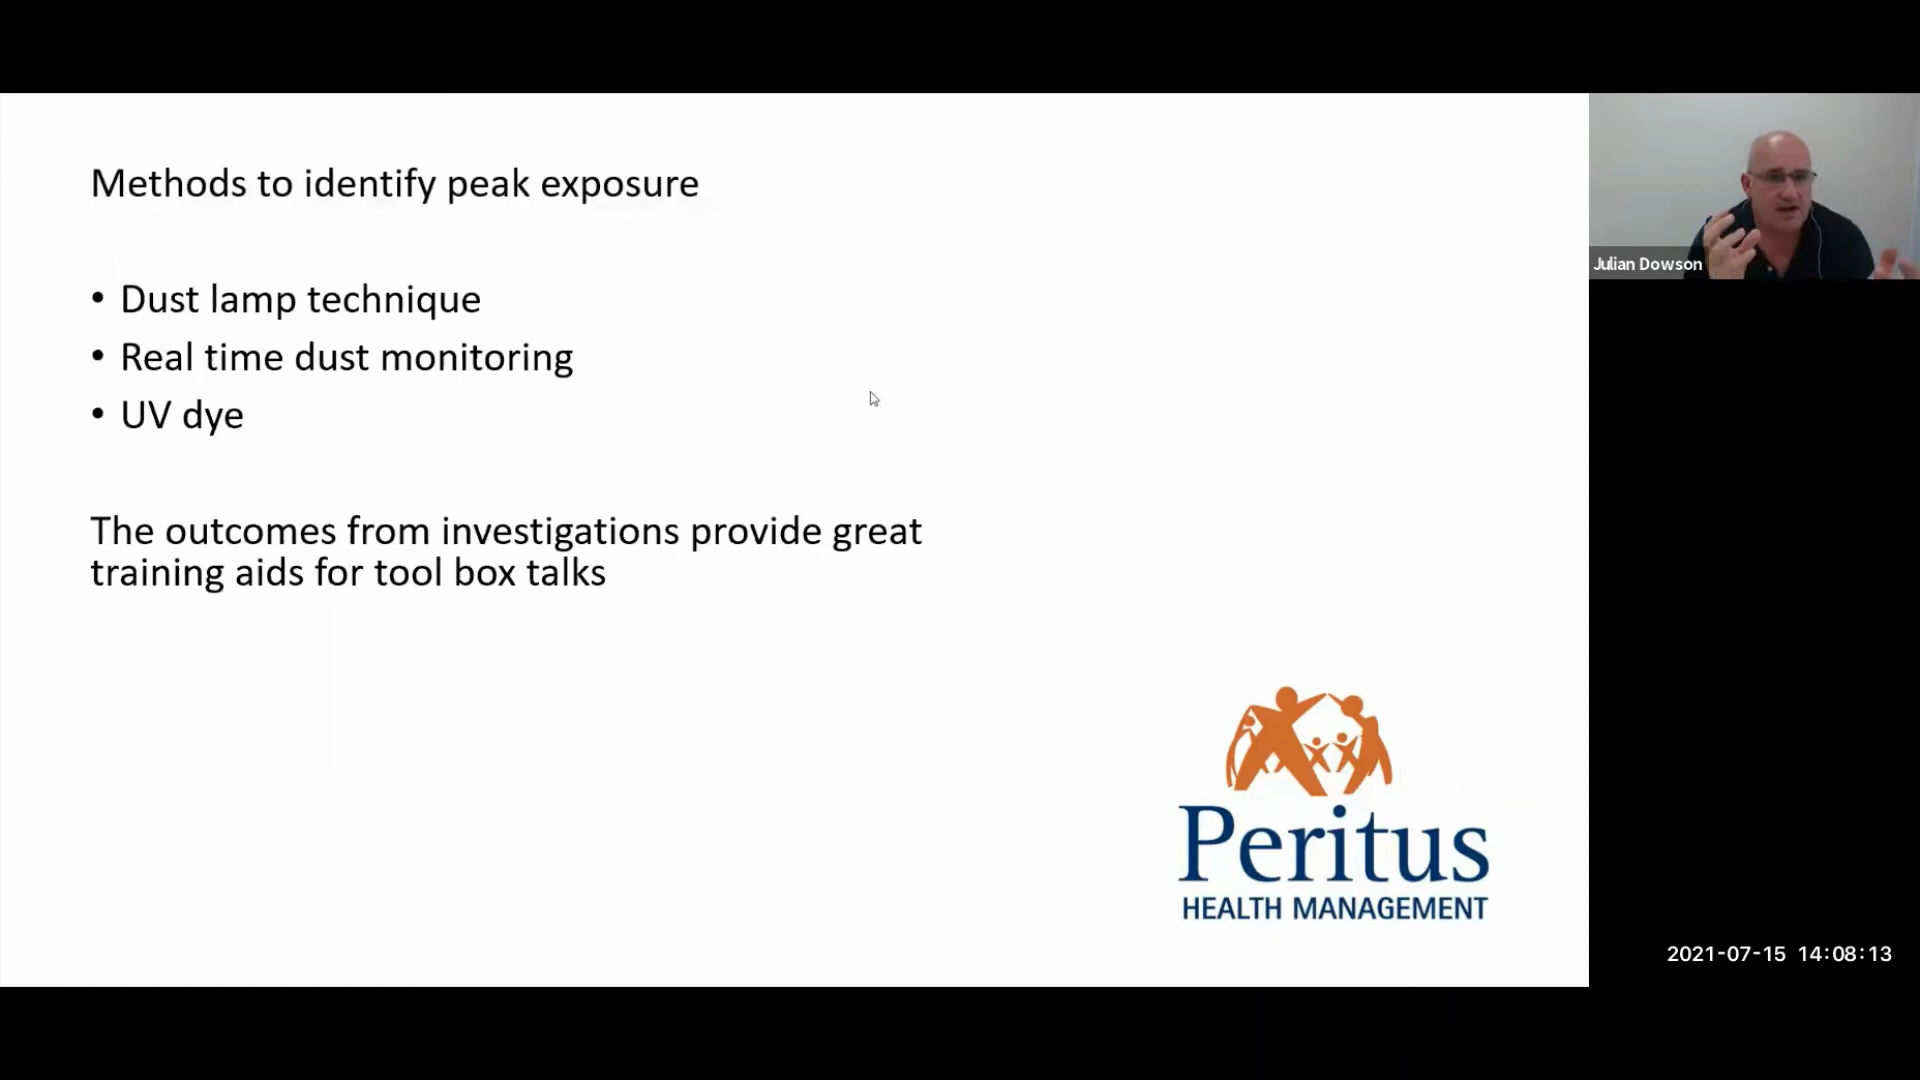 Methods to identify peak exposure
• Dust lamp technique
• Real time dust monitoring
• UV dye
The outcomes from investigations provide great
training aids for tool box talks
Julian Dowson
Peritus
HEALTH MANAGEMENT
2021-07-15 14:08:13